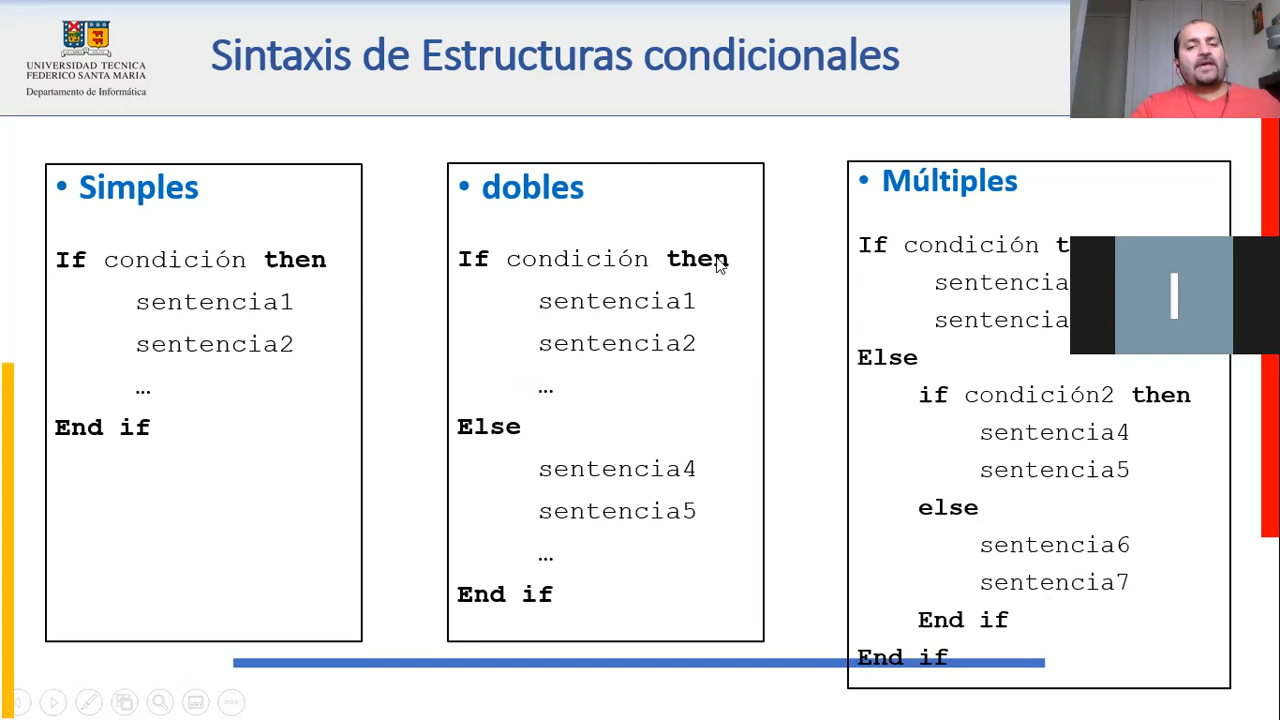 UNIVERSIDAD TECNICA
FEDERICO SANTA MARIA
Departamento de Informática
Sintaxis de Estructuras condicionales
• Simples
If condición then
sentencia1
sentencia2
…
End if
• dobles
If condición then
sentencia1
sentencia2
…
Else
sentencia4
sentencia5
…
End if
• Múltiples
If condición
sentencia
sentencia
Else
if condición2 then
sentencia4
sentencia5
else
sentencia6
sentencia7
End if
End if
I